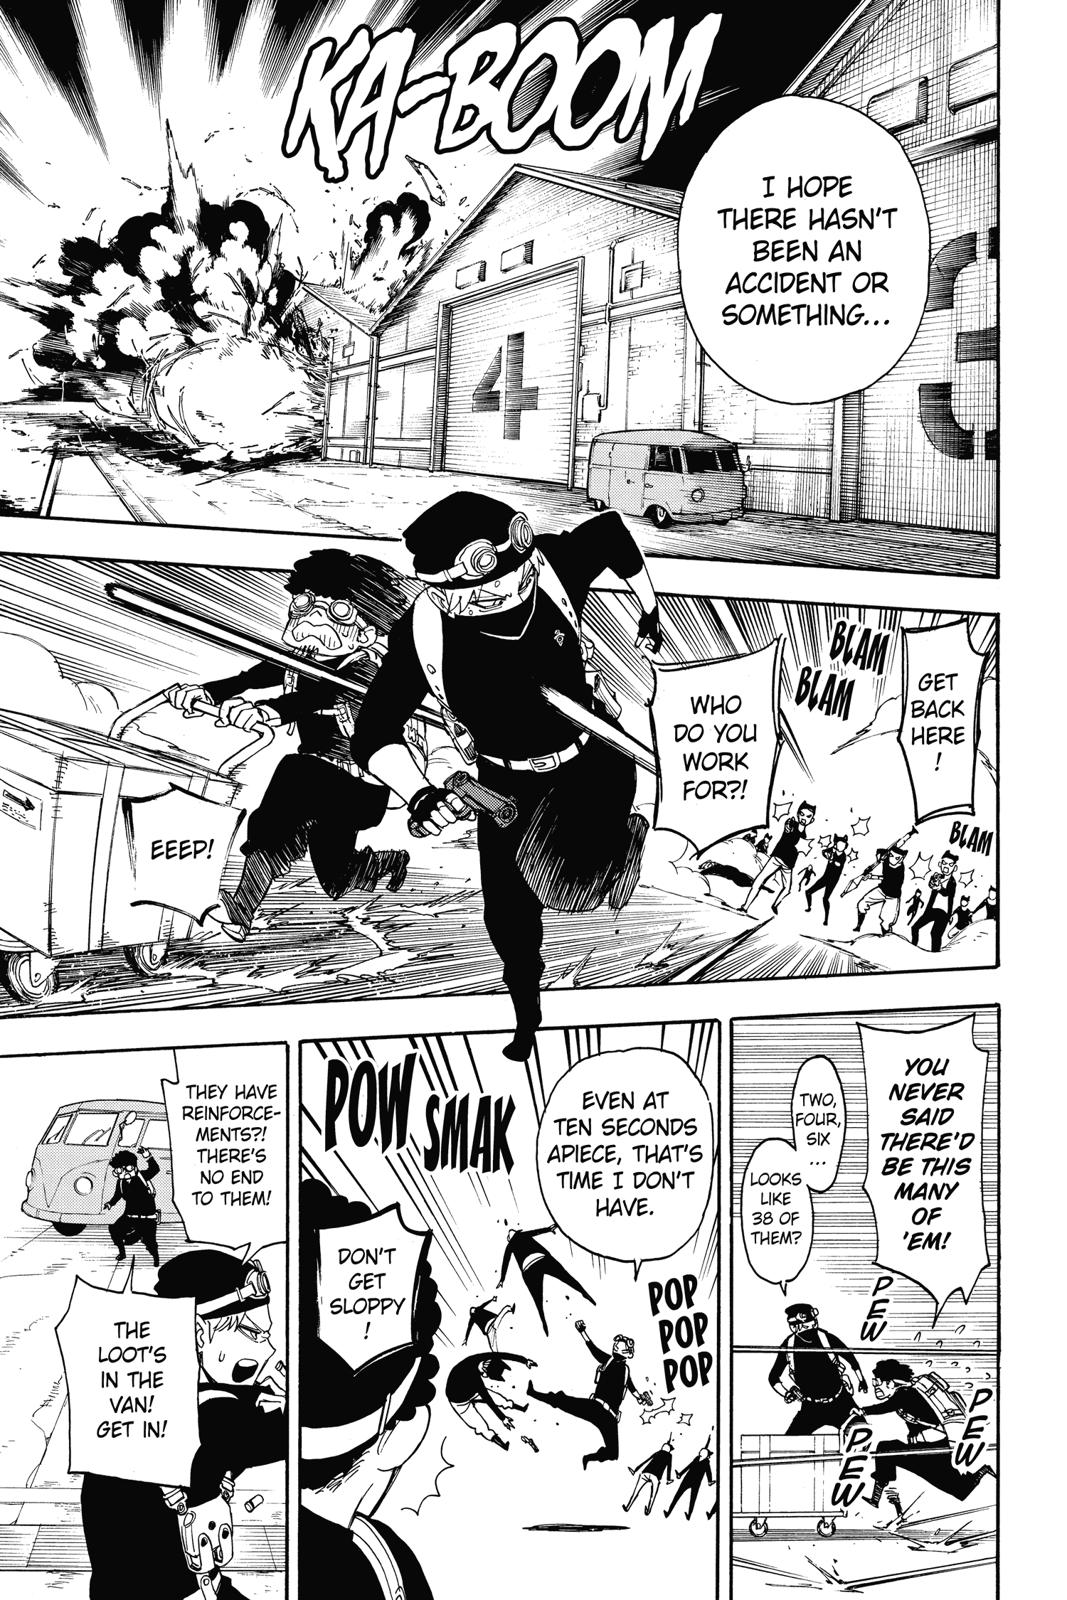 KA-BOOM
I HOPE
THERE HASN'T
BEEN AN
ACCIDENT OR
SOMETHING...
4
3
GET
BACK
HERE
!
BLAM
BLAM
BLAM
WHO
DO YOU
WORK
FOR?!
EEEP!
YOU
NEVER
SAID
THERE'D
BE THIS
MANY
OF
'EM!
TWO,
FOUR,
SIX
...
LOOKS
LIKE
38 OF
THEM?
PEW
PEW
PEW
EVEN AT
TEN SECONDS
APIECE, THAT'S
TIME I DON'T
HAVE.
POW
SMAK
POP
POP
POP
DON'T
GET
SLOPPY
!
THEY HAVE
REINFORCE-
MENTS?!
THERE'S
NO END
TO THEM!
THE
LOOT'S
IN THE
VAN!
GET IN!